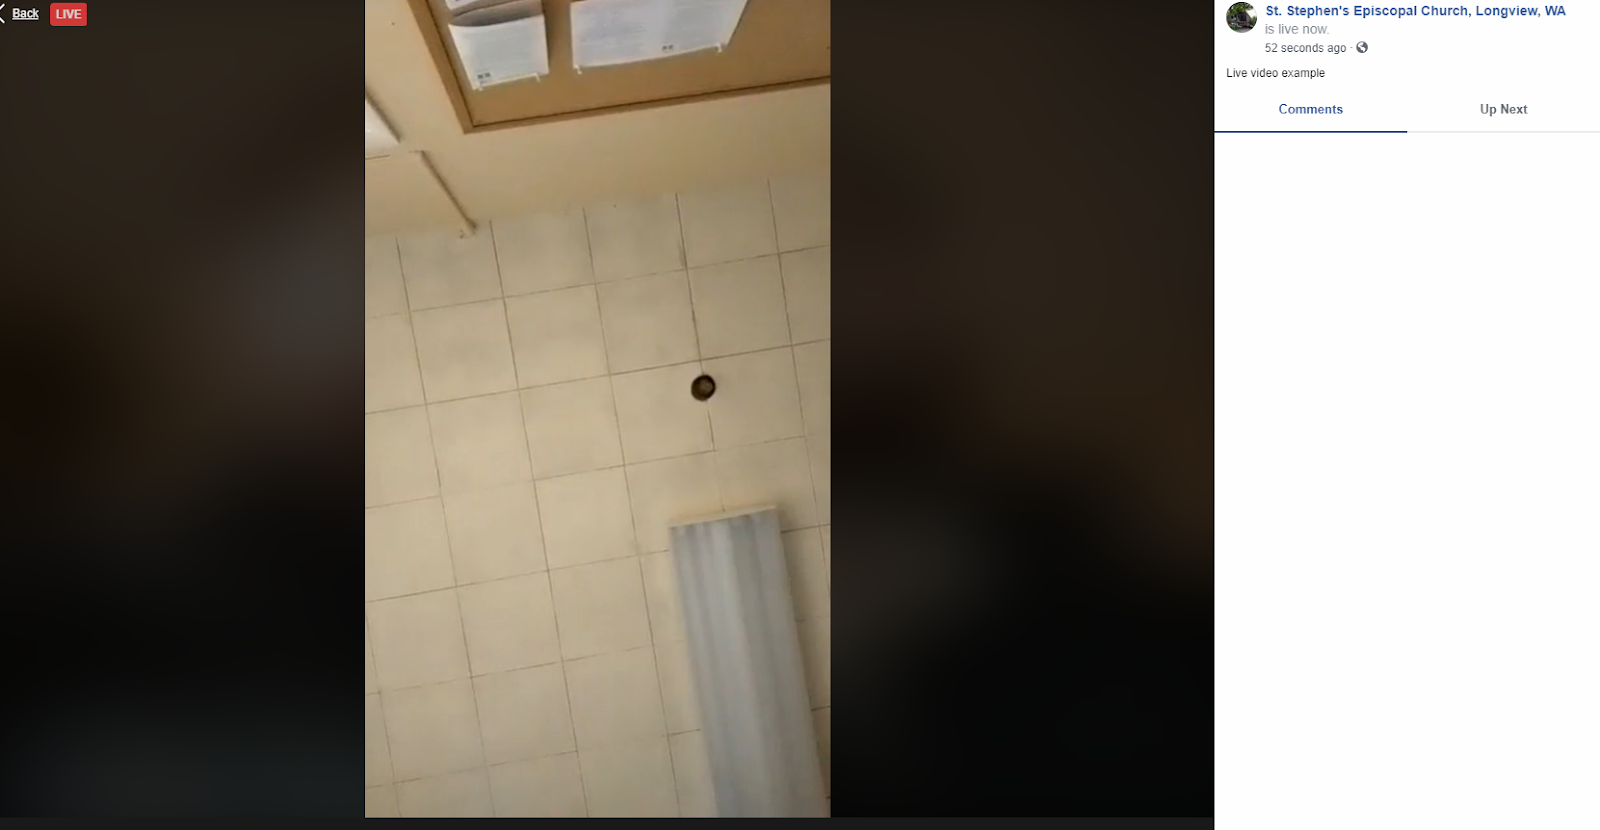 Back LIVE
St. Stephen's Episcopal Church, Longview, WA
is live now.
52 seconds ago ·
Live video example
Comments Up Next